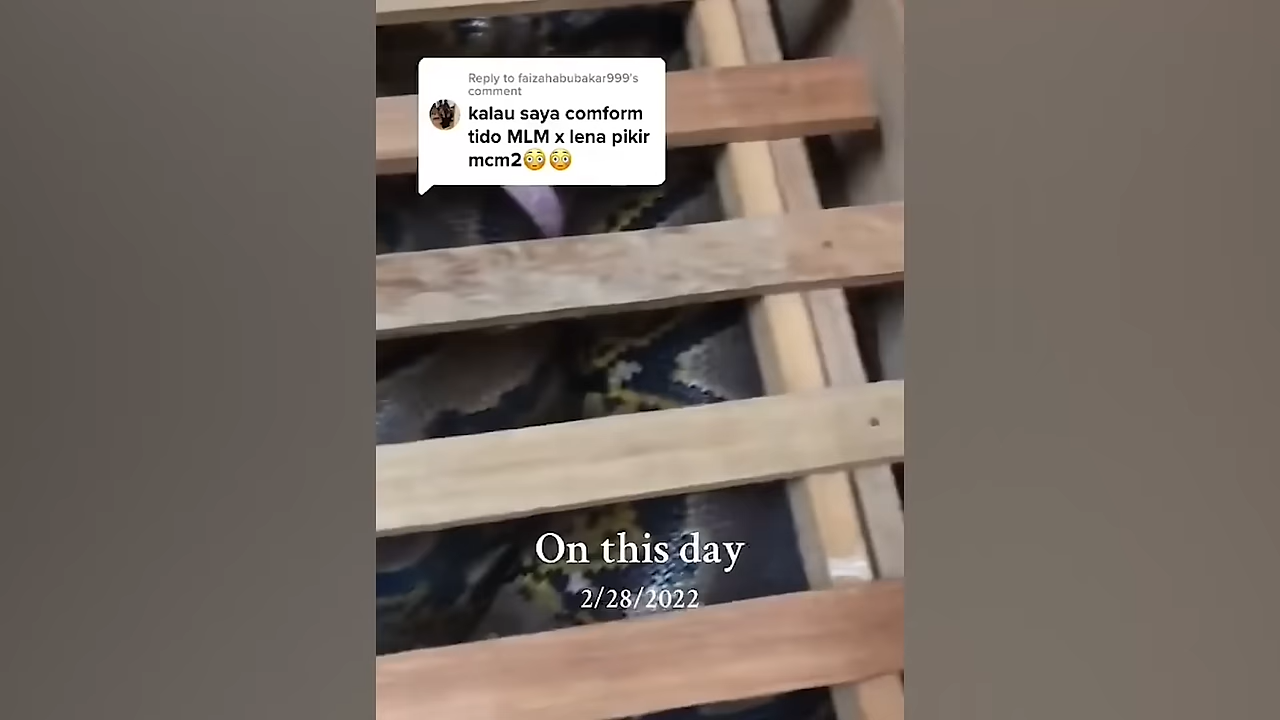 Reply to faizahabubakar999's
comment
kalau saya comform
tido MLM x lena pikir
mcm2😳😳
On this day
2/28/2022